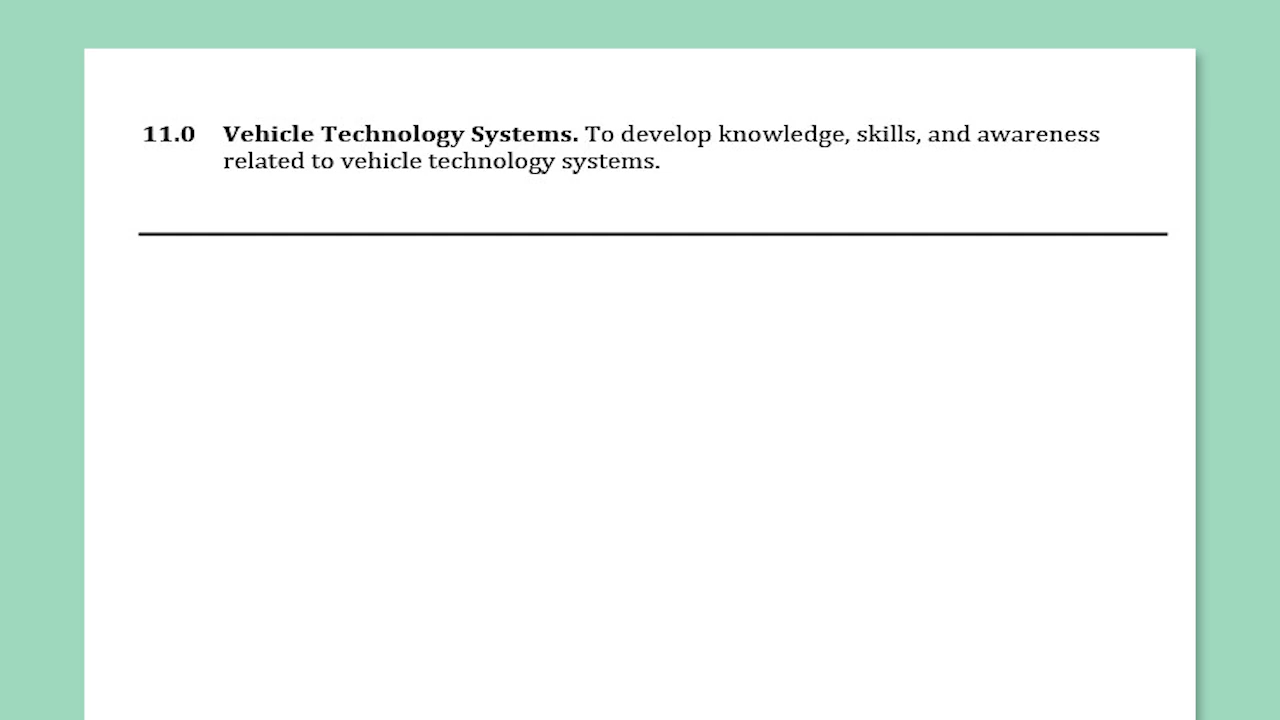 11.0 Vehicle Technology Systems. To develop knowledge, skills, and awareness
related to vehicle technology systems.